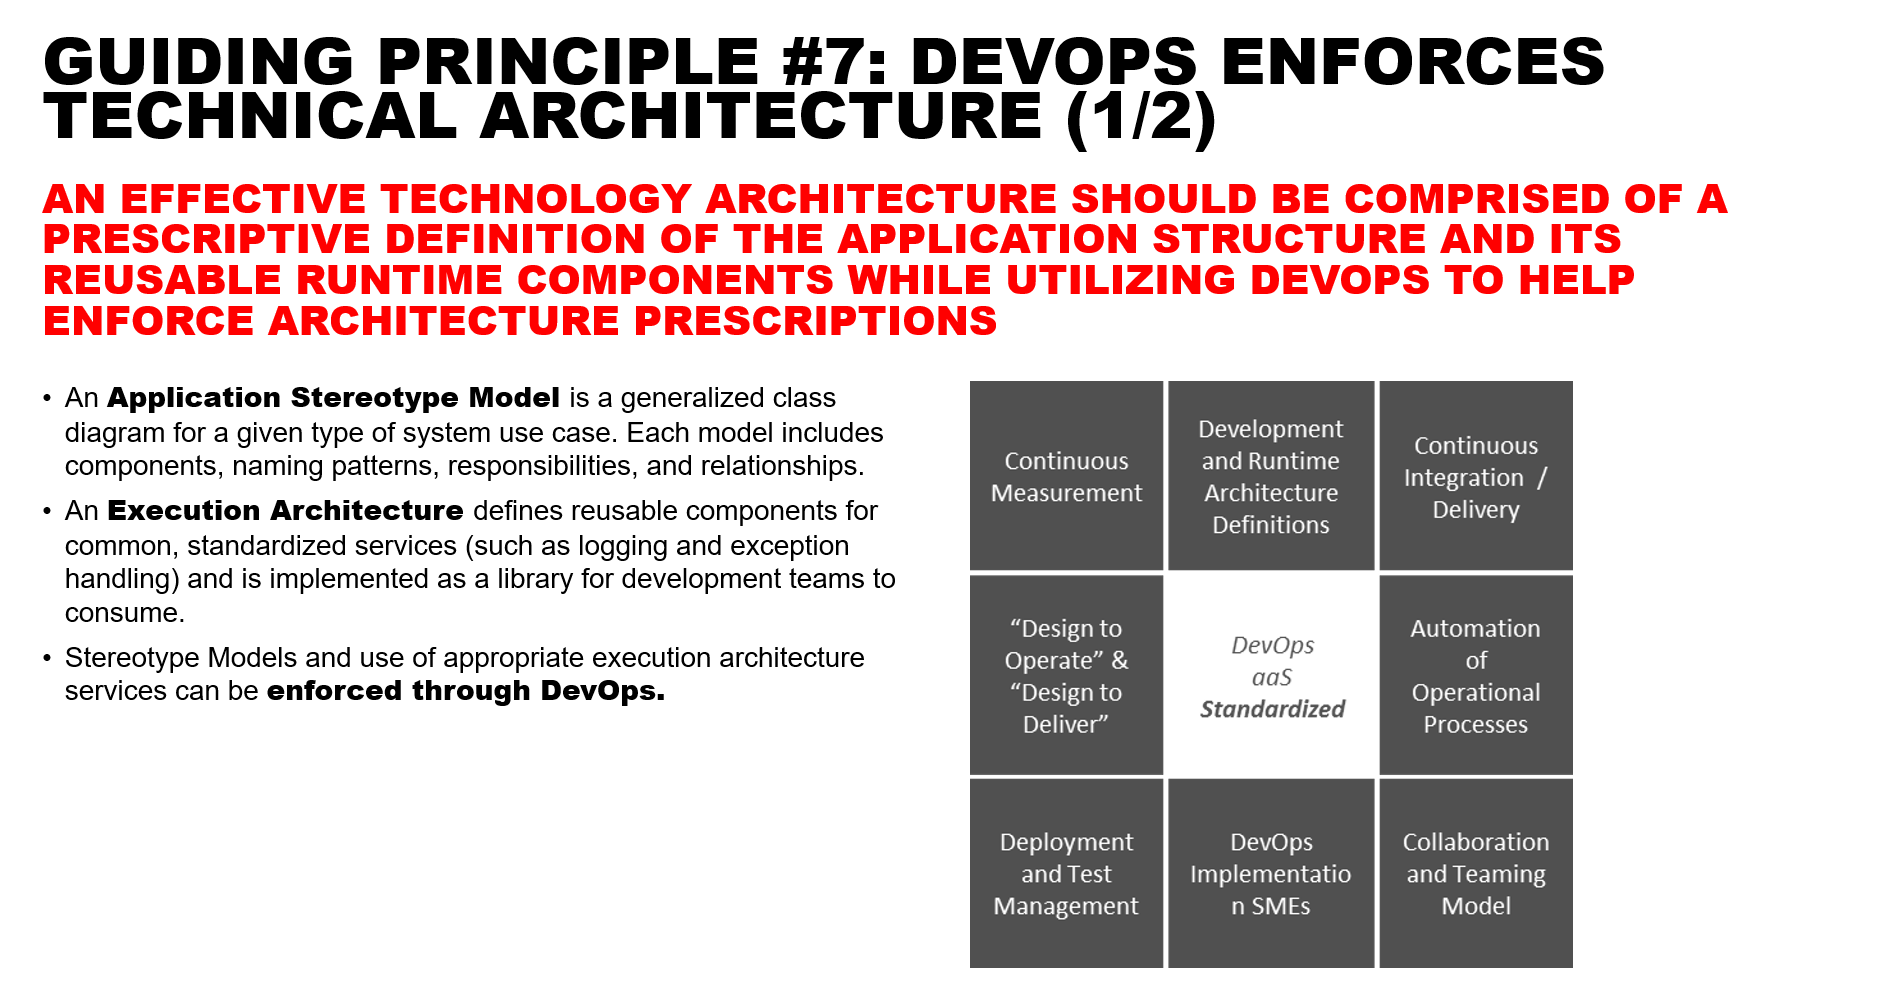 GUIDING PRINCIPLE #7: DEVOPS ENFORCES
TECHNICAL ARCHITECTURE (1/2)
AN EFFECTIVE TECHNOLOGY ARCHITECTURE SHOULD BE COMPRISED OF A
PRESCRIPTIVE DEFINITION OF THE APPLICATION STRUCTURE AND ITS
REUSABLE RUNTIME COMPONENTS WHILE UTILIZING DEVOPS TO HELP
ENFORCE ARCHITECTURE PRESCRIPTIONS
• An Application Stereotype Model is a generalized class
diagram for a given type of system use case. Each model includes
components, naming patterns, responsibilities, and relationships.
• An Execution Architecture defines reusable components for
common, standardized services (such as logging and exception
handling) and is implemented as a library for development teams to
consume.
• Stereotype Models and use of appropriate execution architecture
services can be enforced through DevOps.
Continuous
Measurement
Development
and Runtime
Architecture
Definitions
Continuous
Integration /
Delivery
“Design to
Operate” &
“Design to
Deliver”
DevOps
aaS
Standardized
Automation
of
Operational
Processes
Deployment
and Test
Management
DevOps
Implementatio
n SMEs
Collaboration
and Teaming
Model